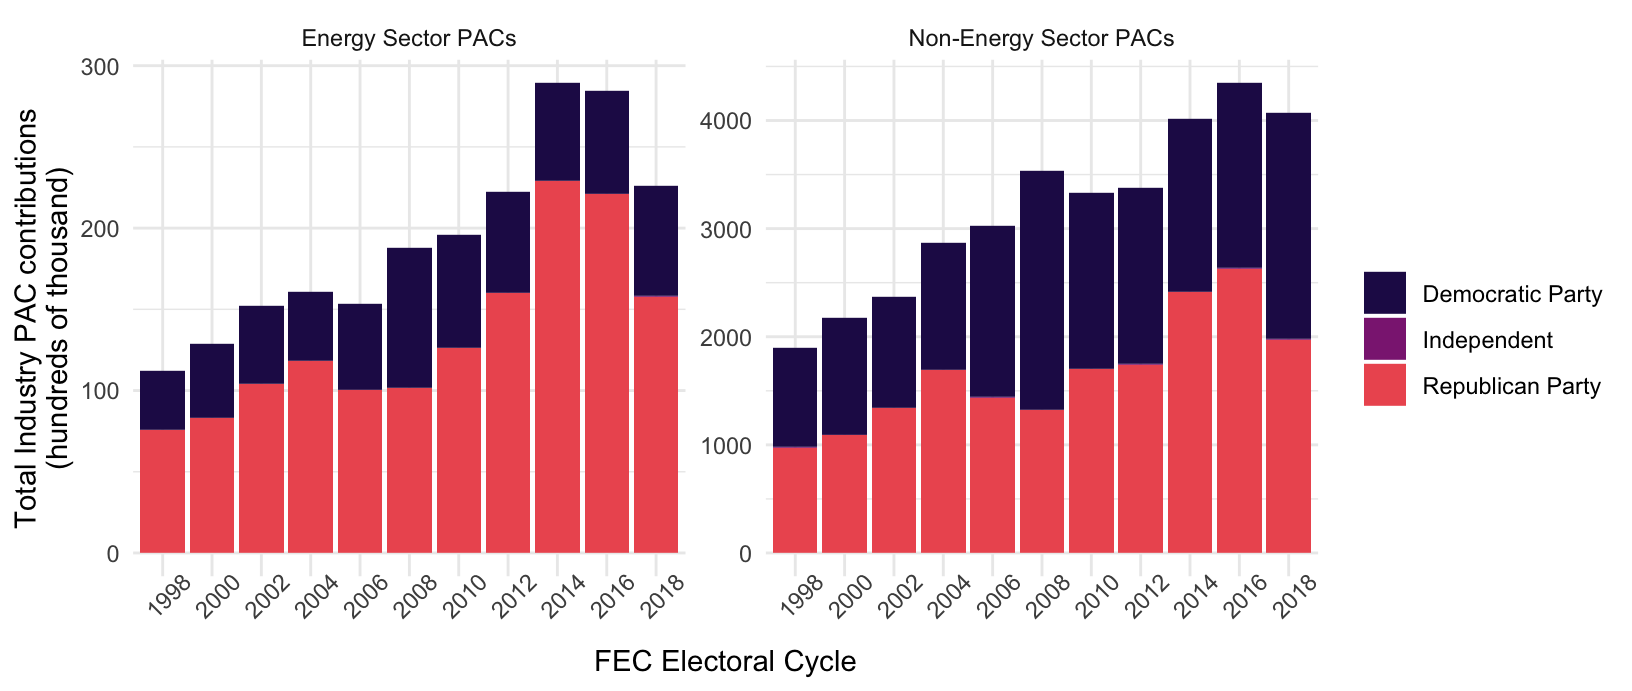 Energy Sector PACs
Non-Energy Sector PACs
Total Industry PAC contributions
(hundreds of thousand)
300
200
100
0
4000
3000
2000
1000
0
1998 2000 2002 2004 2006 2008 2010 2012 2014 2016 2018
1998 2000 2002 2004 2006 2008 2010 2012 2014 2016 2018
FEC Electoral Cycle
Democratic Party
Independent
Republican Party